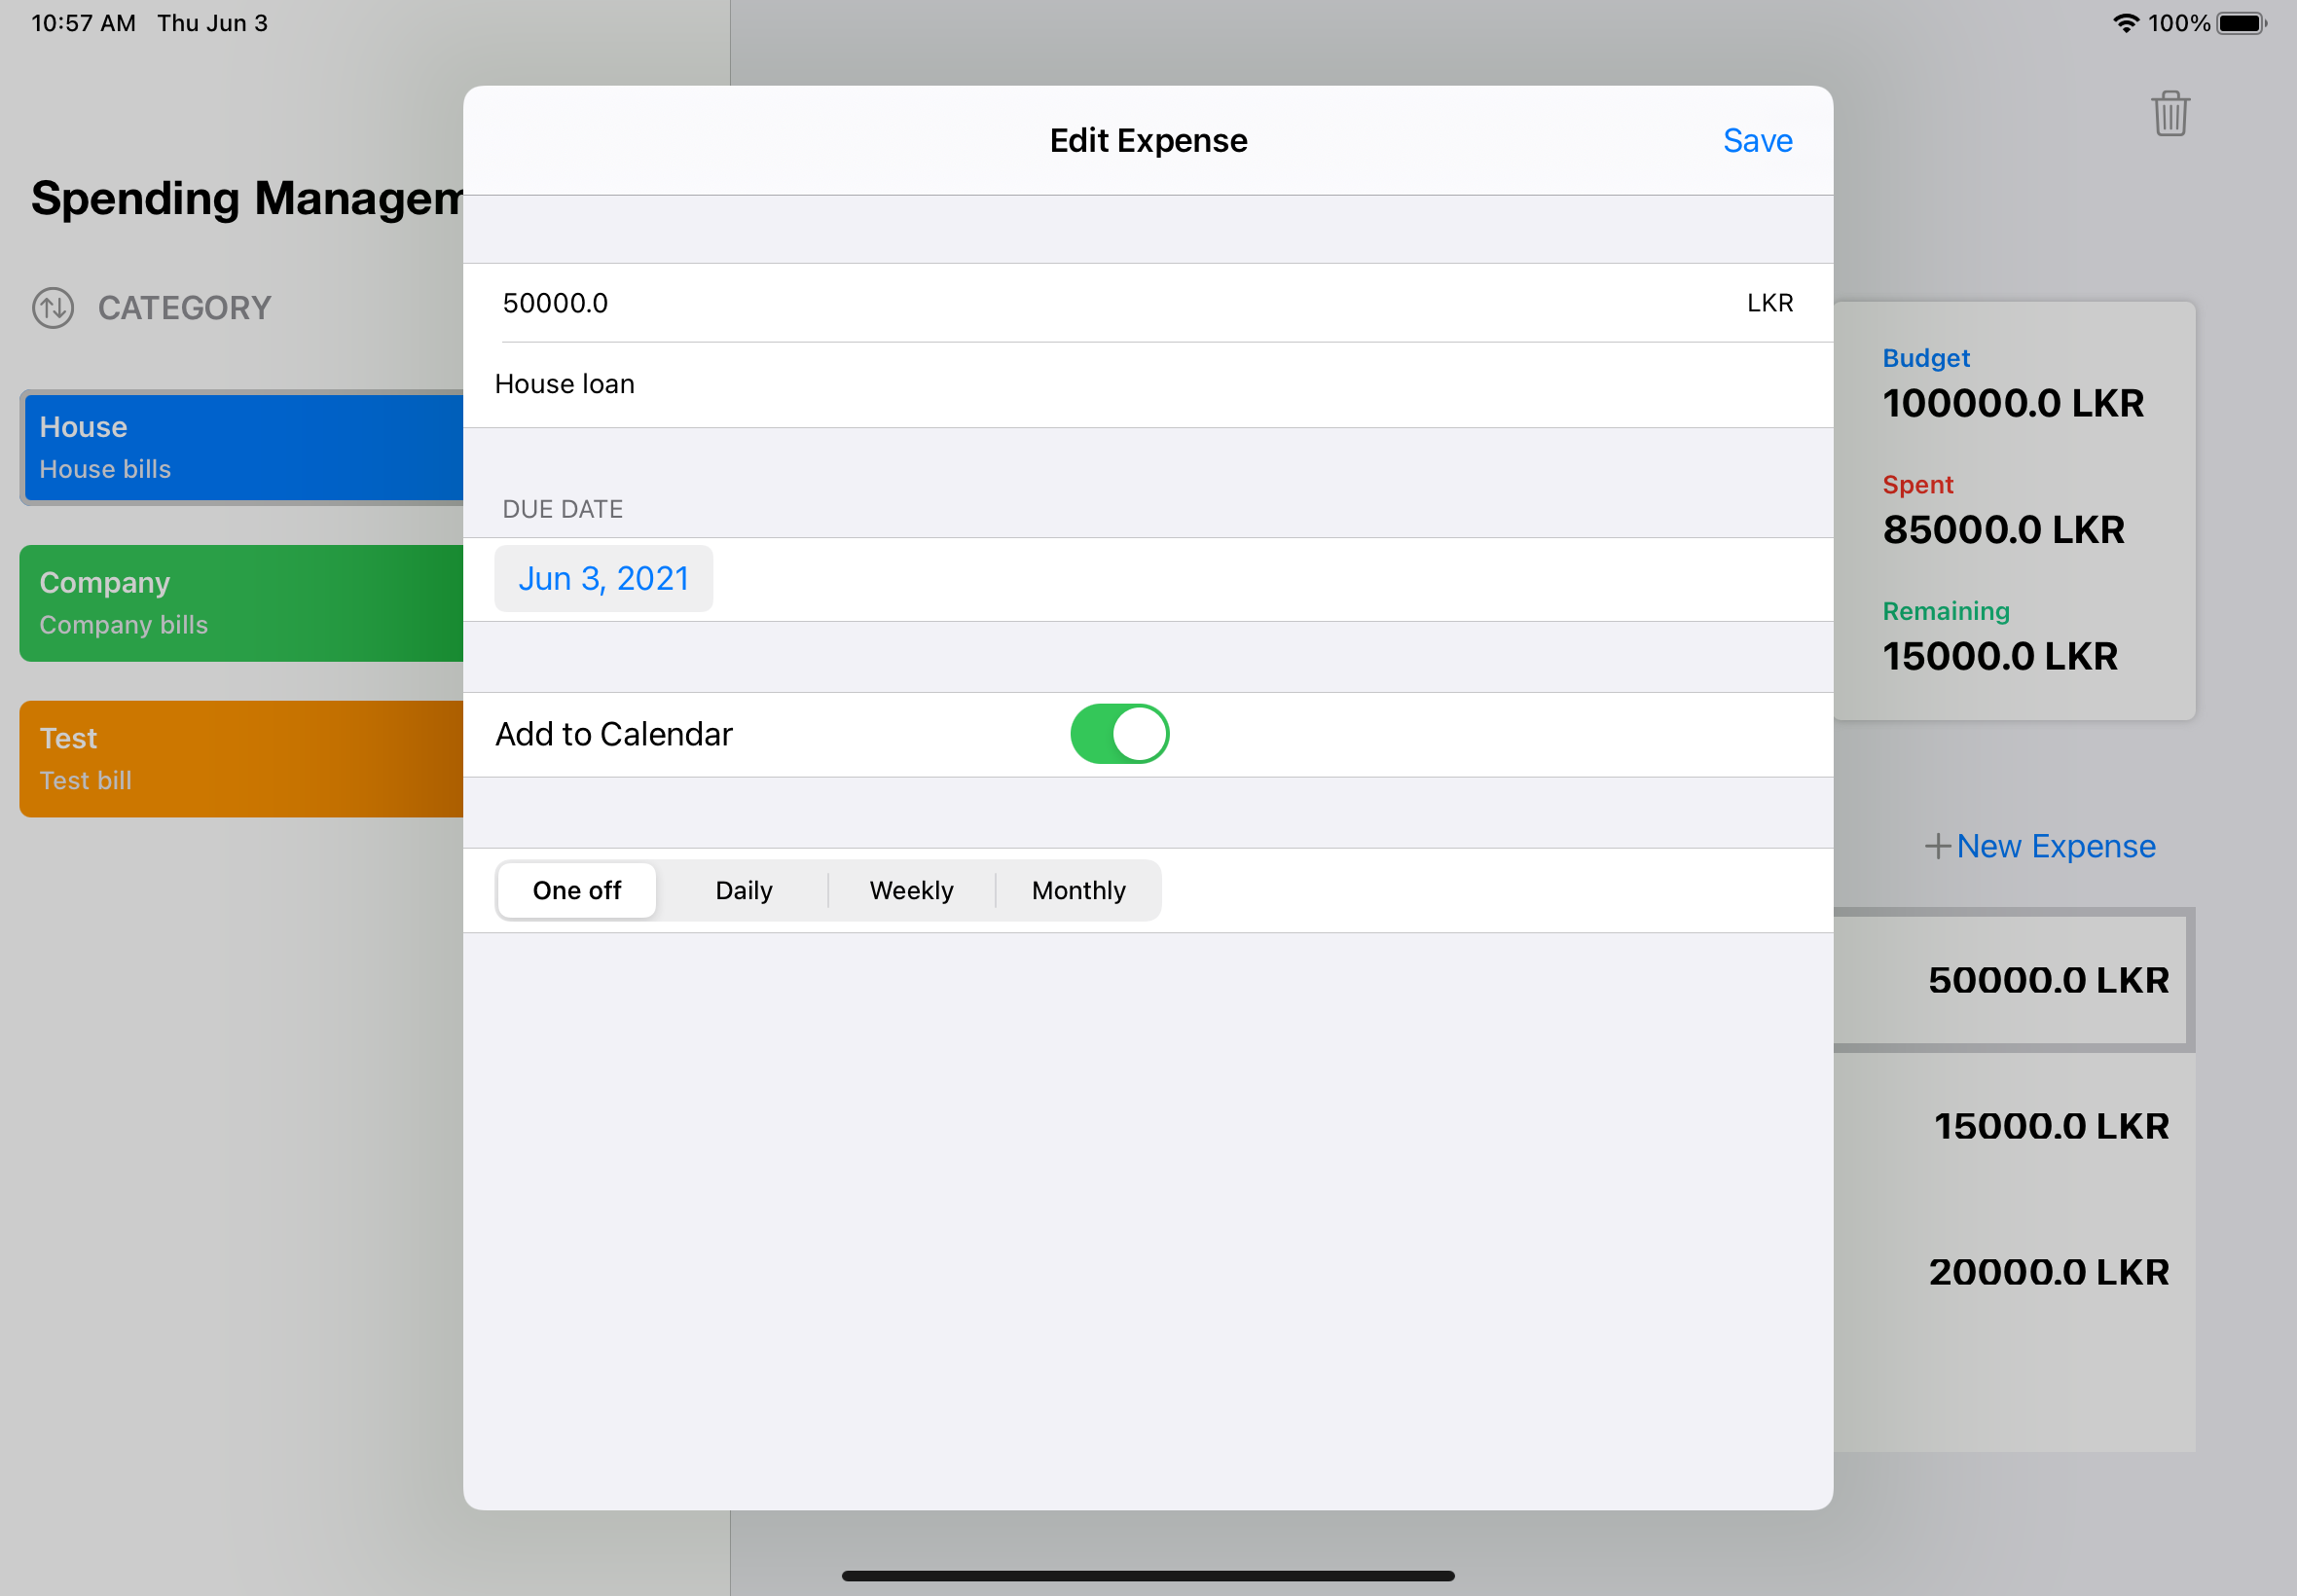 10:57 AM Thu Jun 3
100%
Spending Managem
CATEGORY
House
House bills
Company
Company bills
Test
Test bill
Edit Expense
Save
50000.0
LKR
House loan
DUE DATE
Jun 3, 2021
Add to Calendar
One off
Daily
Weekly
Monthly
Budget
100000.0 LKR
Spent
85000.0 LKR
Remaining
15000.0 LKR
New Expense
50000.0 LKR
15000.0 LKR
20000.0 LKR